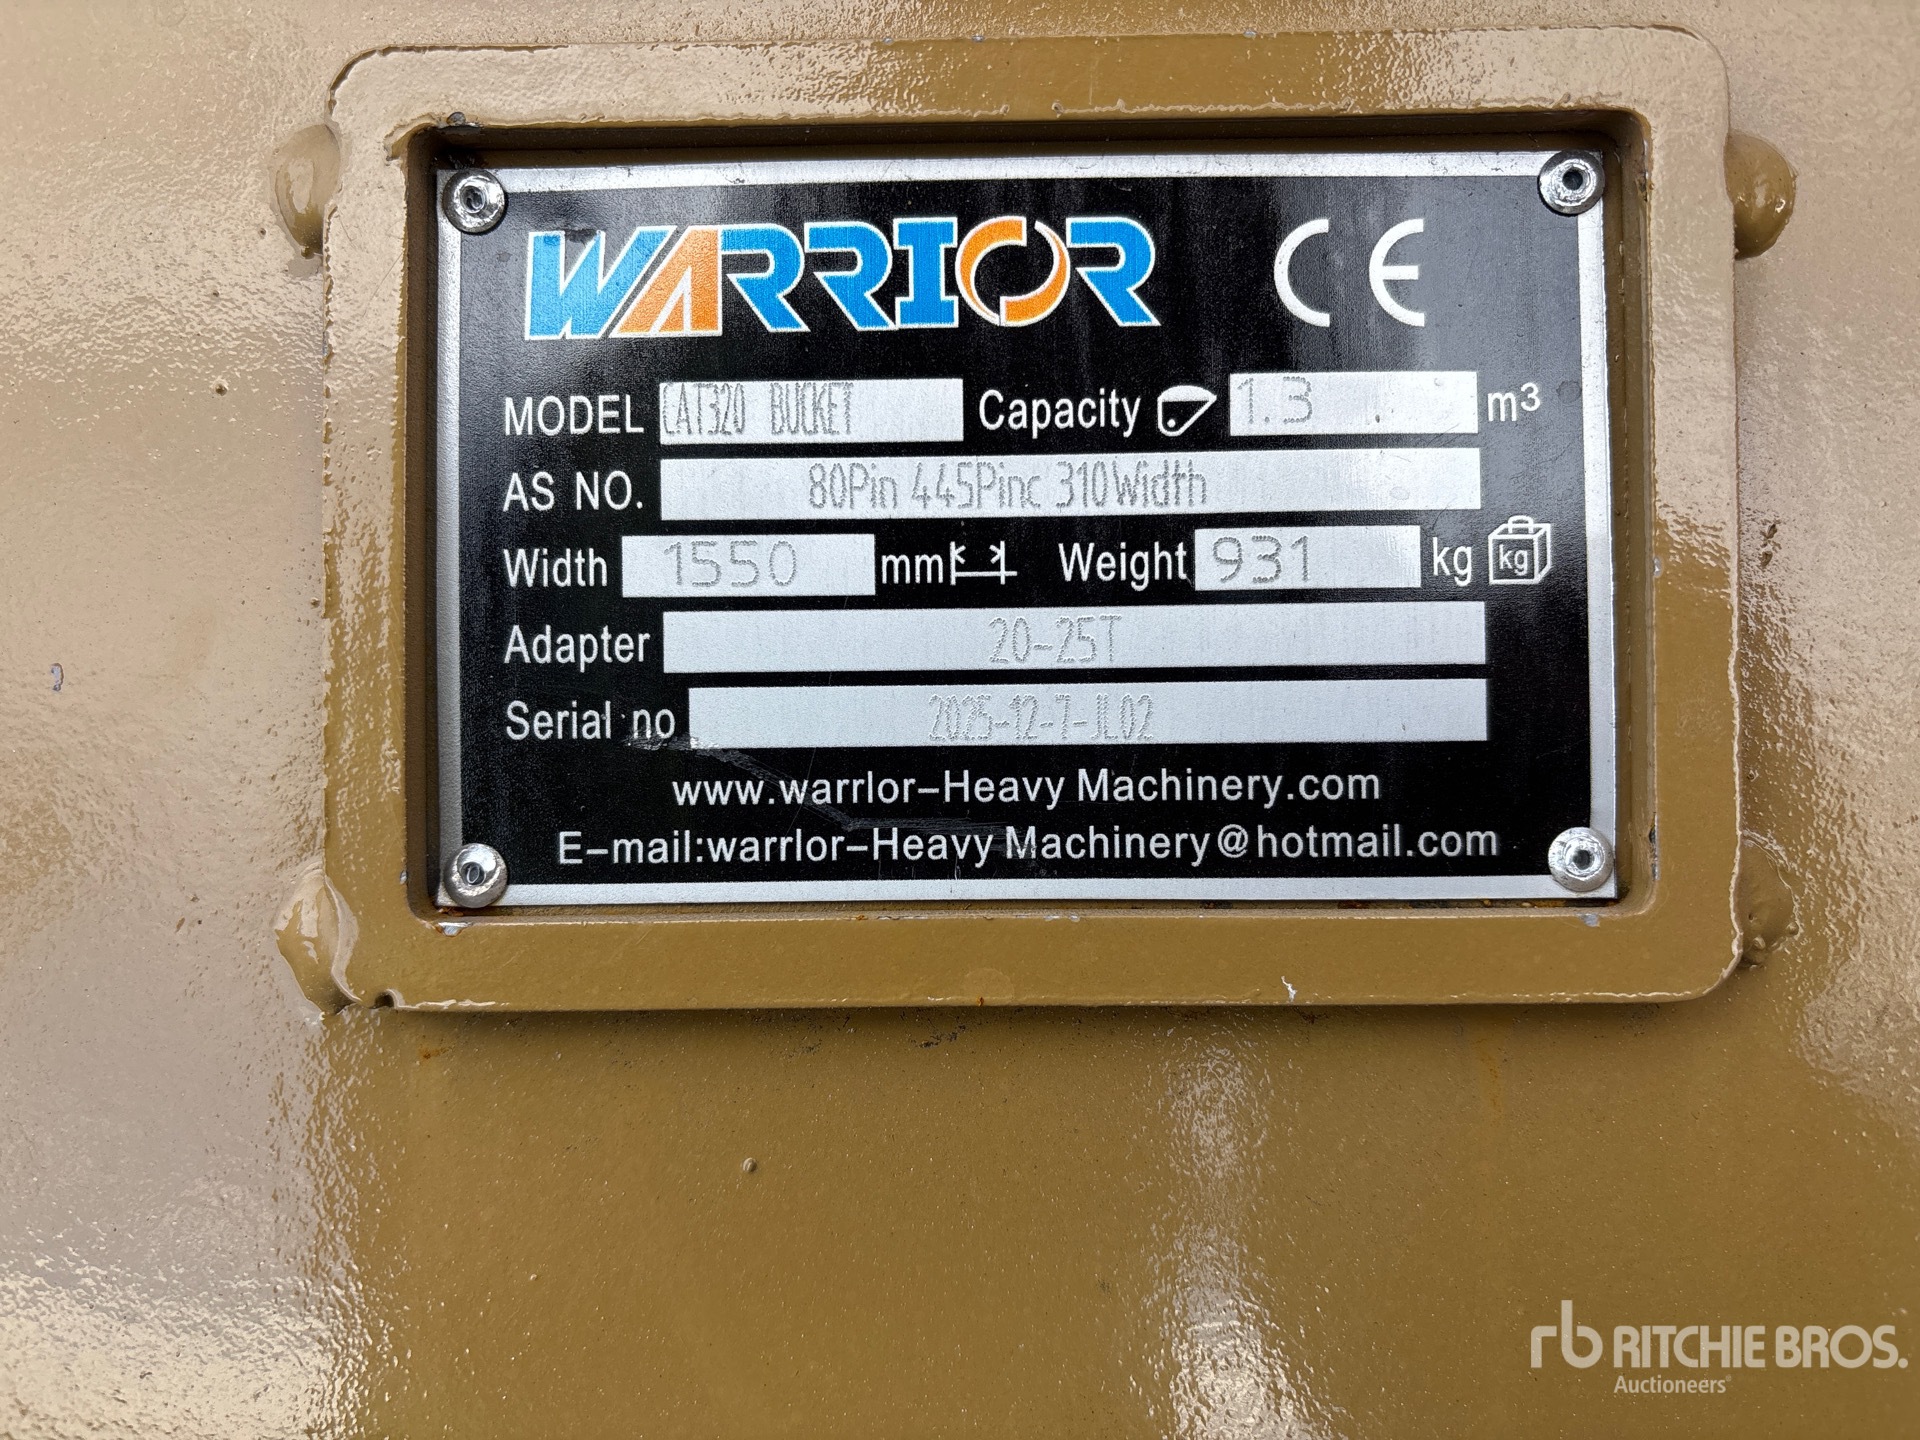 WARRIOR CE
MODEL CAT320 BUCKET Capacity 1.3 m³
AS NO. 80Pin 445Pinc 310Width
Width 1550 mm Weight 931 kg kg
Adapter 20-25T
Serial no 2025-12-7-JL02
www.warrlor-Heavy Machinery.com
E-mail:warrlor-Heavy Machinery@hotmail.com
rb RITCHIE BROS.
Auctioneers